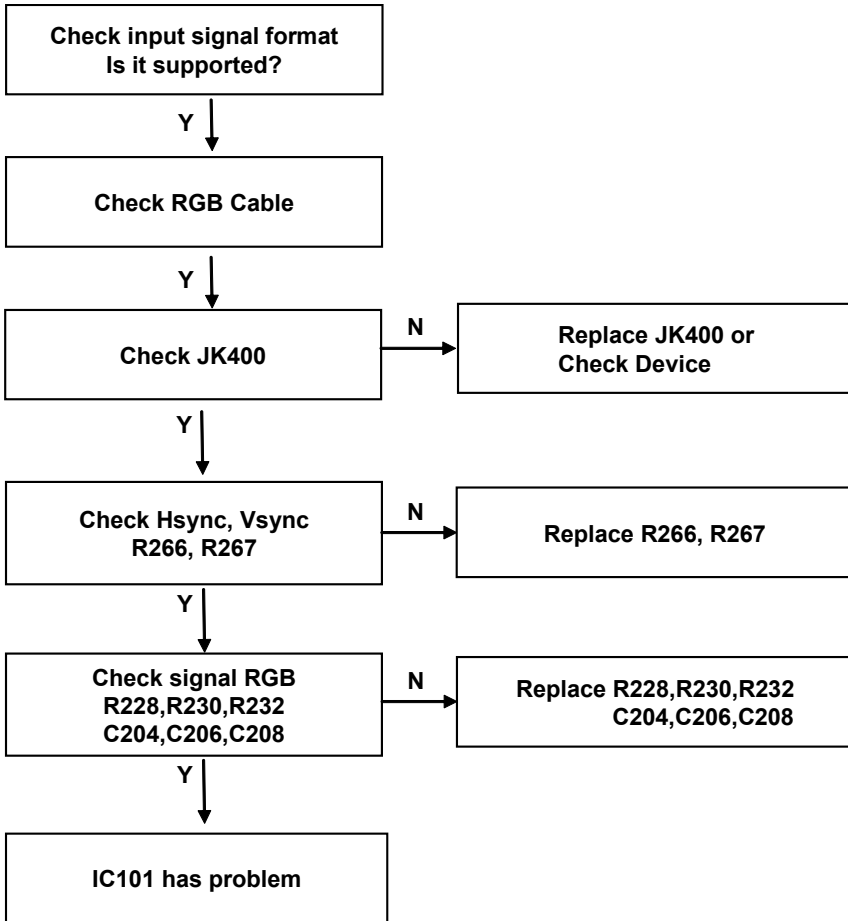 Check input signal format
Is it supported?
Y
Check RGB Cable
Y
Check JK400
N
Replace JK400 or
Check Device
Y
Check Hsync, Vsync
R266, R267
N
Replace R266, R267
Y
Check signal RGB
R228,R230,R232
C204,C206,C208
N
Replace R228,R230,R232
C204,C206,C208
Y
IC101 has problem